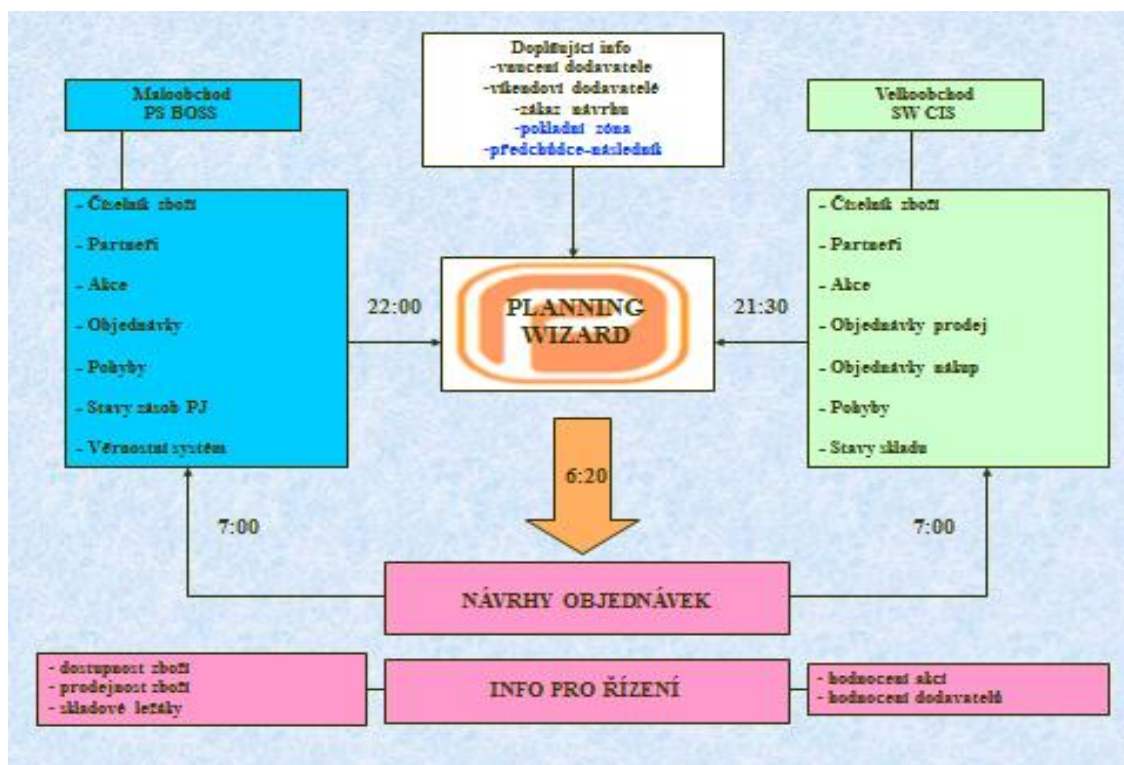 Doplňující info
-vnucení dodavatele
-víkendoví dodavatelé
-zákaz návrhu
-pokladní zóna
-předchůdce-následník
Maloobchod
PS BOSS
Velkoobchod
SW CIS
- Číselník zboží
- Partneři
- Akce
- Objednávky
- Pohyby
- Stavy zásob PJ
- Věrnostní systém
22:00
PLANNING
WIZARD
21:30
- Číselník zboží
- Partneři
- Akce
- Objednávky prodej
- Objednávky nákup
- Pohyby
- Stavy skladu
6:20
7:00
7:00
NÁVRHY OBJEDNÁVEK
- dostupnost zboží
- prodejnost zboží
- skladové ležáky
INFO PRO ŘÍZENÍ
- hodnocení akcí
- hodnocení dodavatelů